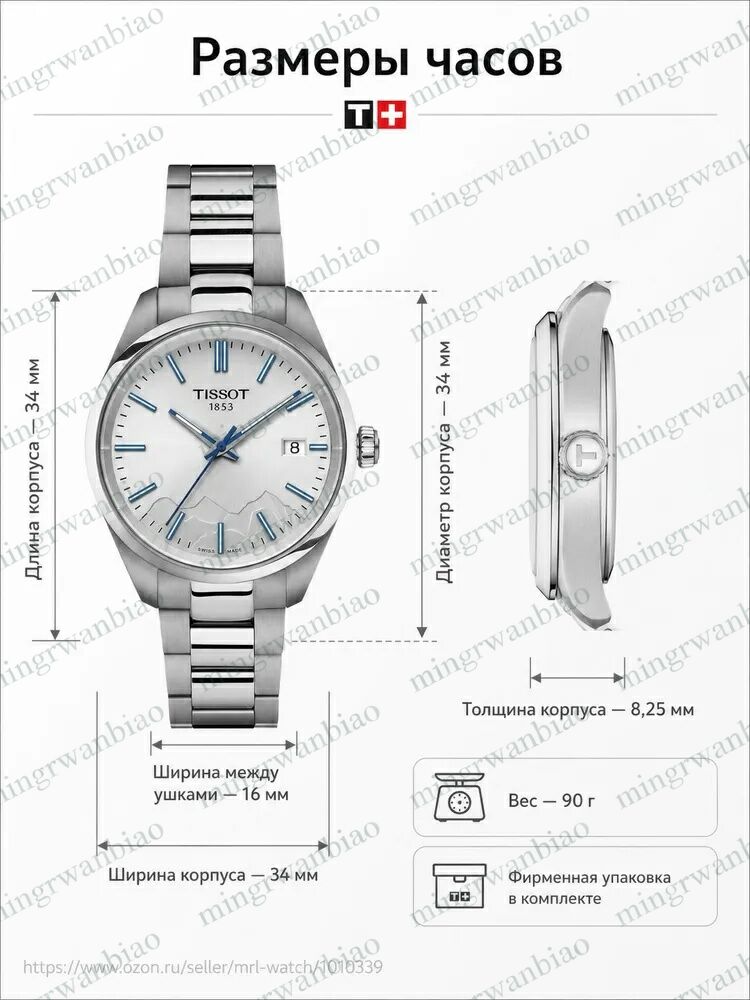 Размеры часов
T+
TISSOT
1853
8
SWISS MADE
Длина корпуса — 34 мм
Диаметр корпуса — 34 мм
T
Толщина корпуса — 8,25 мм
Ширина между
ушками — 16 мм
Ширина корпуса — 34 мм
Вес — 90 г
T+
Фирменная упаковка
в комплекте
https://www.ozon.ru/seller/mrl-watch/1010339
mingrwanbiao